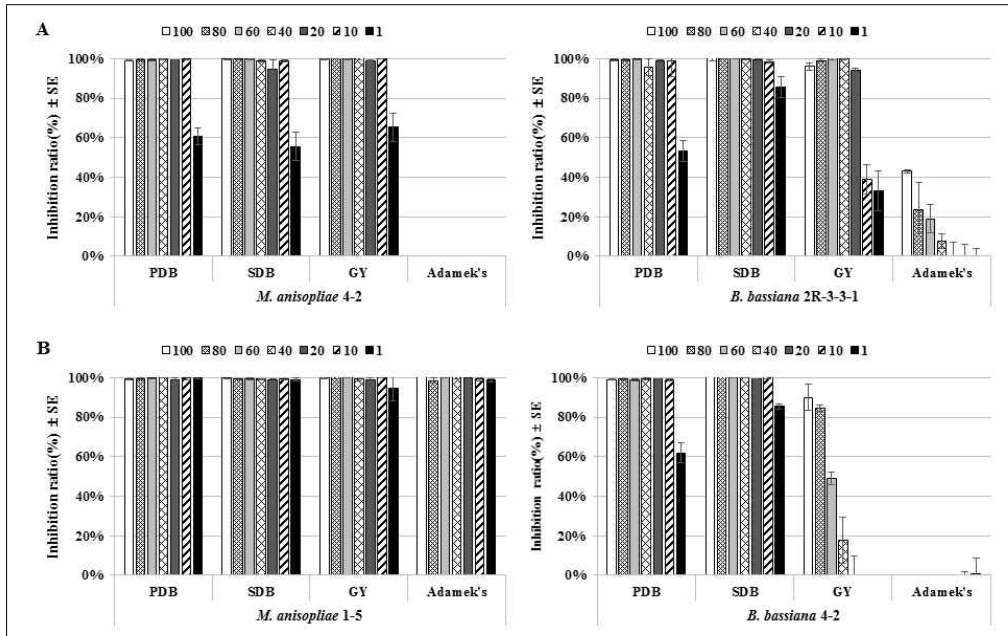 A
100 80 60 40 20 10 1
Inhibition ratio(%) ± SE
100%
80%
60%
40%
20%
0%
PDB SDB GY Adamek's
M. anisopliae 4-2
100 80 60 40 20 10 1
Inhibition ratio(%) ± SE
100%
80%
60%
40%
20%
0%
PDB SDB GY Adamek's
B. bassiana 2R-3-3-1
B
100 80 60 40 20 10 1
Inhibition ratio(%) ± SE
100%
80%
60%
40%
20%
0%
PDB SDB GY Adamek's
M. anisopliae 1-5
100 80 60 40 20 10 1
Inhibition ratio(%) ± SE
100%
80%
60%
40%
20%
0%
PDB SDB GY Adamek's
B. bassiana 4-2